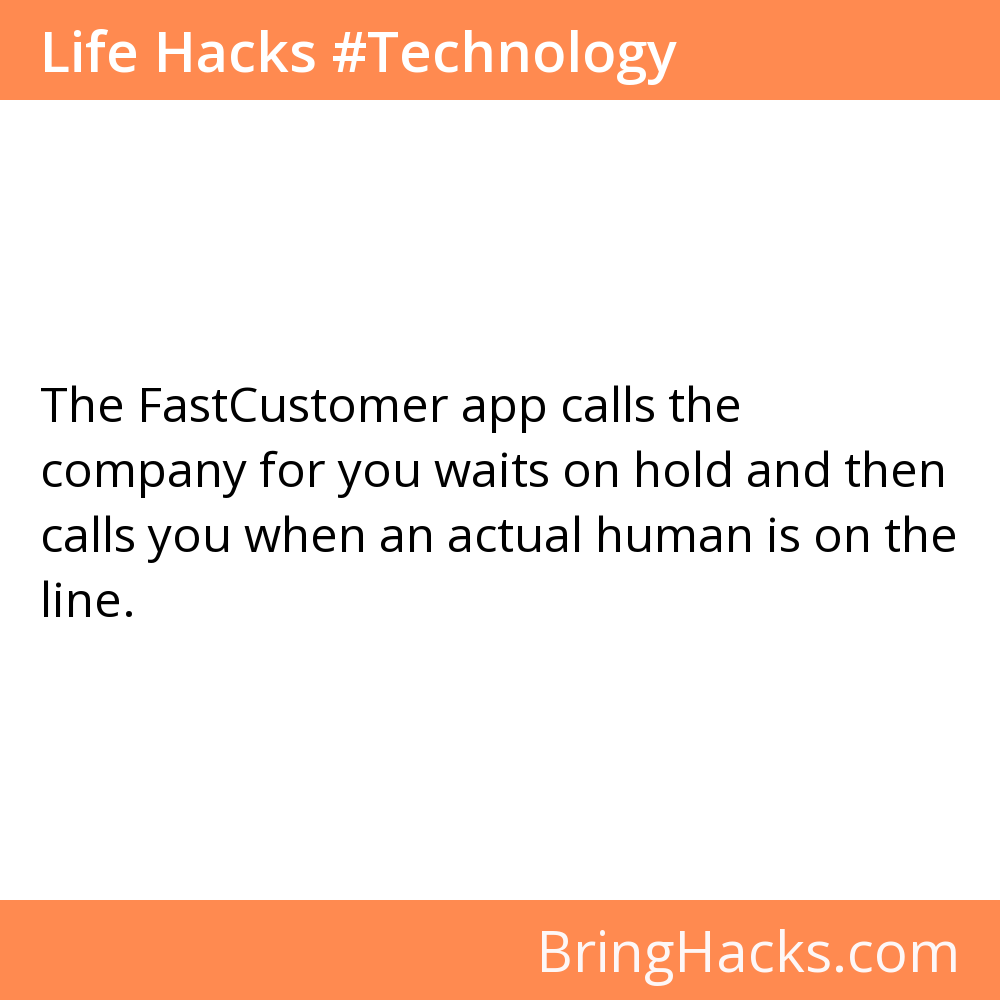 Life Hacks #Technology
The FastCustomer app calls the
company for you waits on hold and then
calls you when an actual human is on the
line.
BringHacks.com